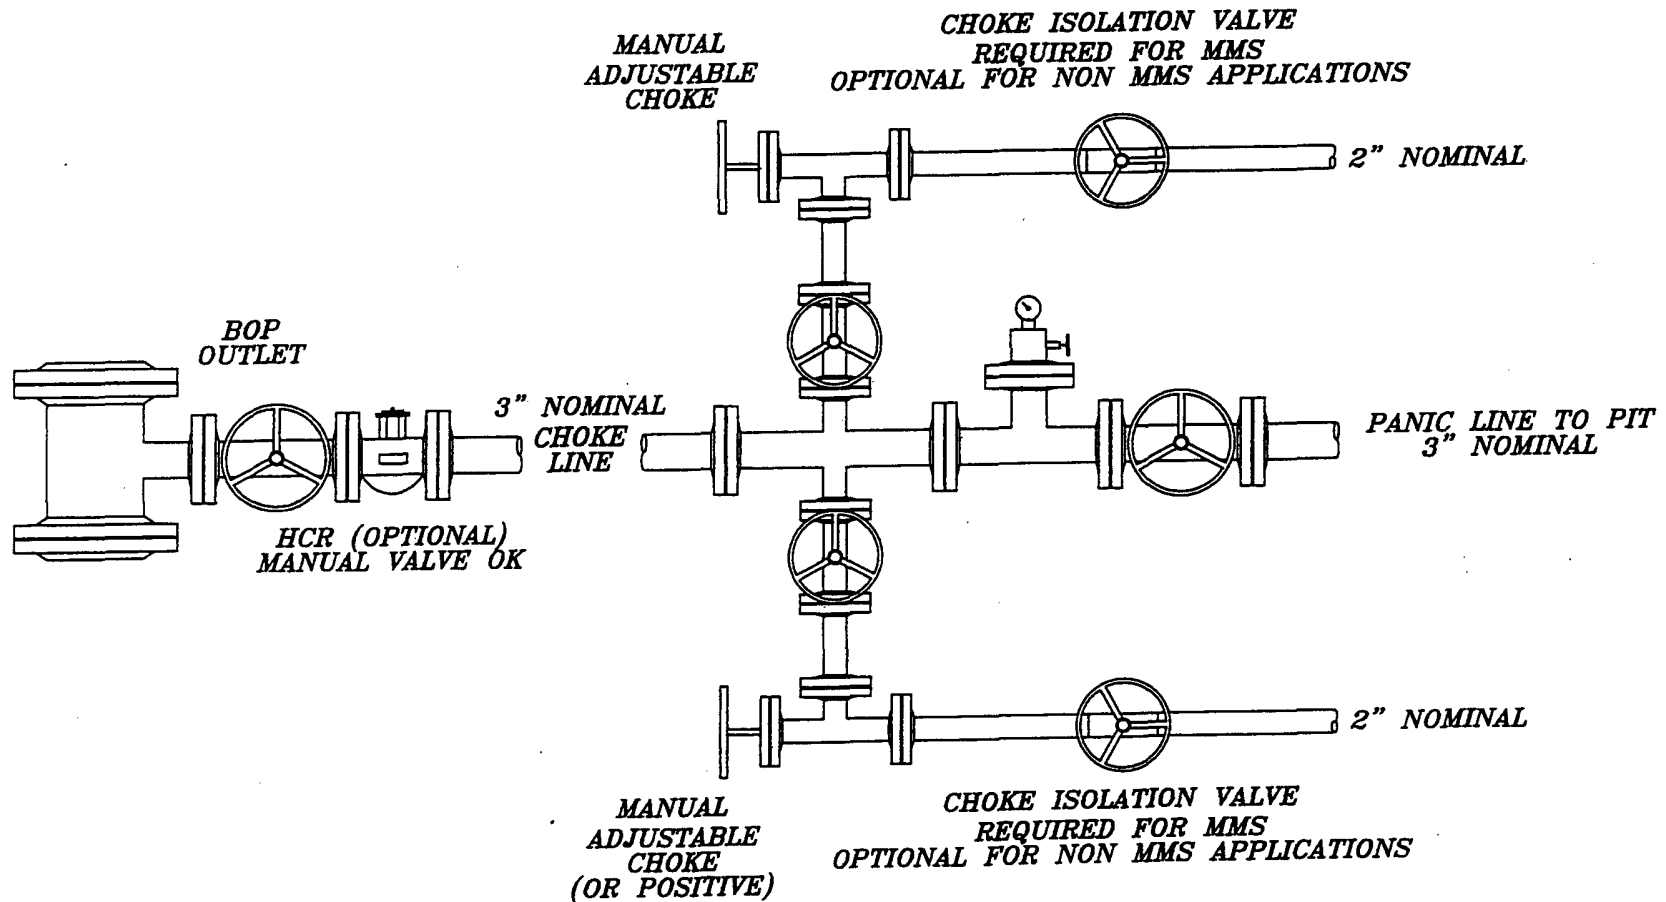 MANUAL
ADJUSTABLE
CHOKE
CHOKE ISOLATION VALVE
REQUIRED FOR MMS
OPTIONAL FOR NON MMS APPLICATIONS
2" NOMINAL
BOP
OUTLET
3" NOMINAL
CHOKE
LINE
PANIC LINE TO PIT
3" NOMINAL
HCR (OPTIONAL)
MANUAL VALVE OK
2" NOMINAL
MANUAL
ADJUSTABLE
CHOKE
(OR POSITIVE)
CHOKE ISOLATION VALVE
REQUIRED FOR MMS
OPTIONAL FOR NON MMS APPLICATIONS